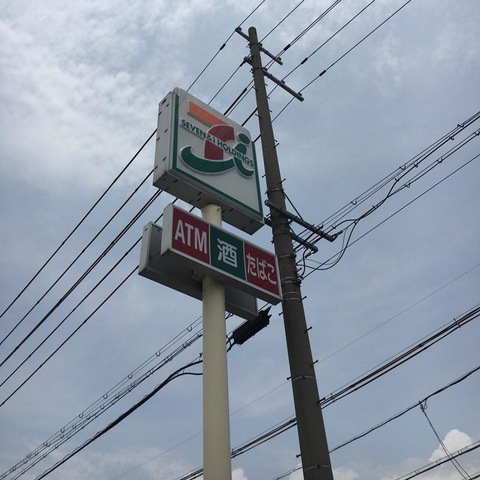 SEVEN & i HOLDINGS
ATM 酒 たばこ